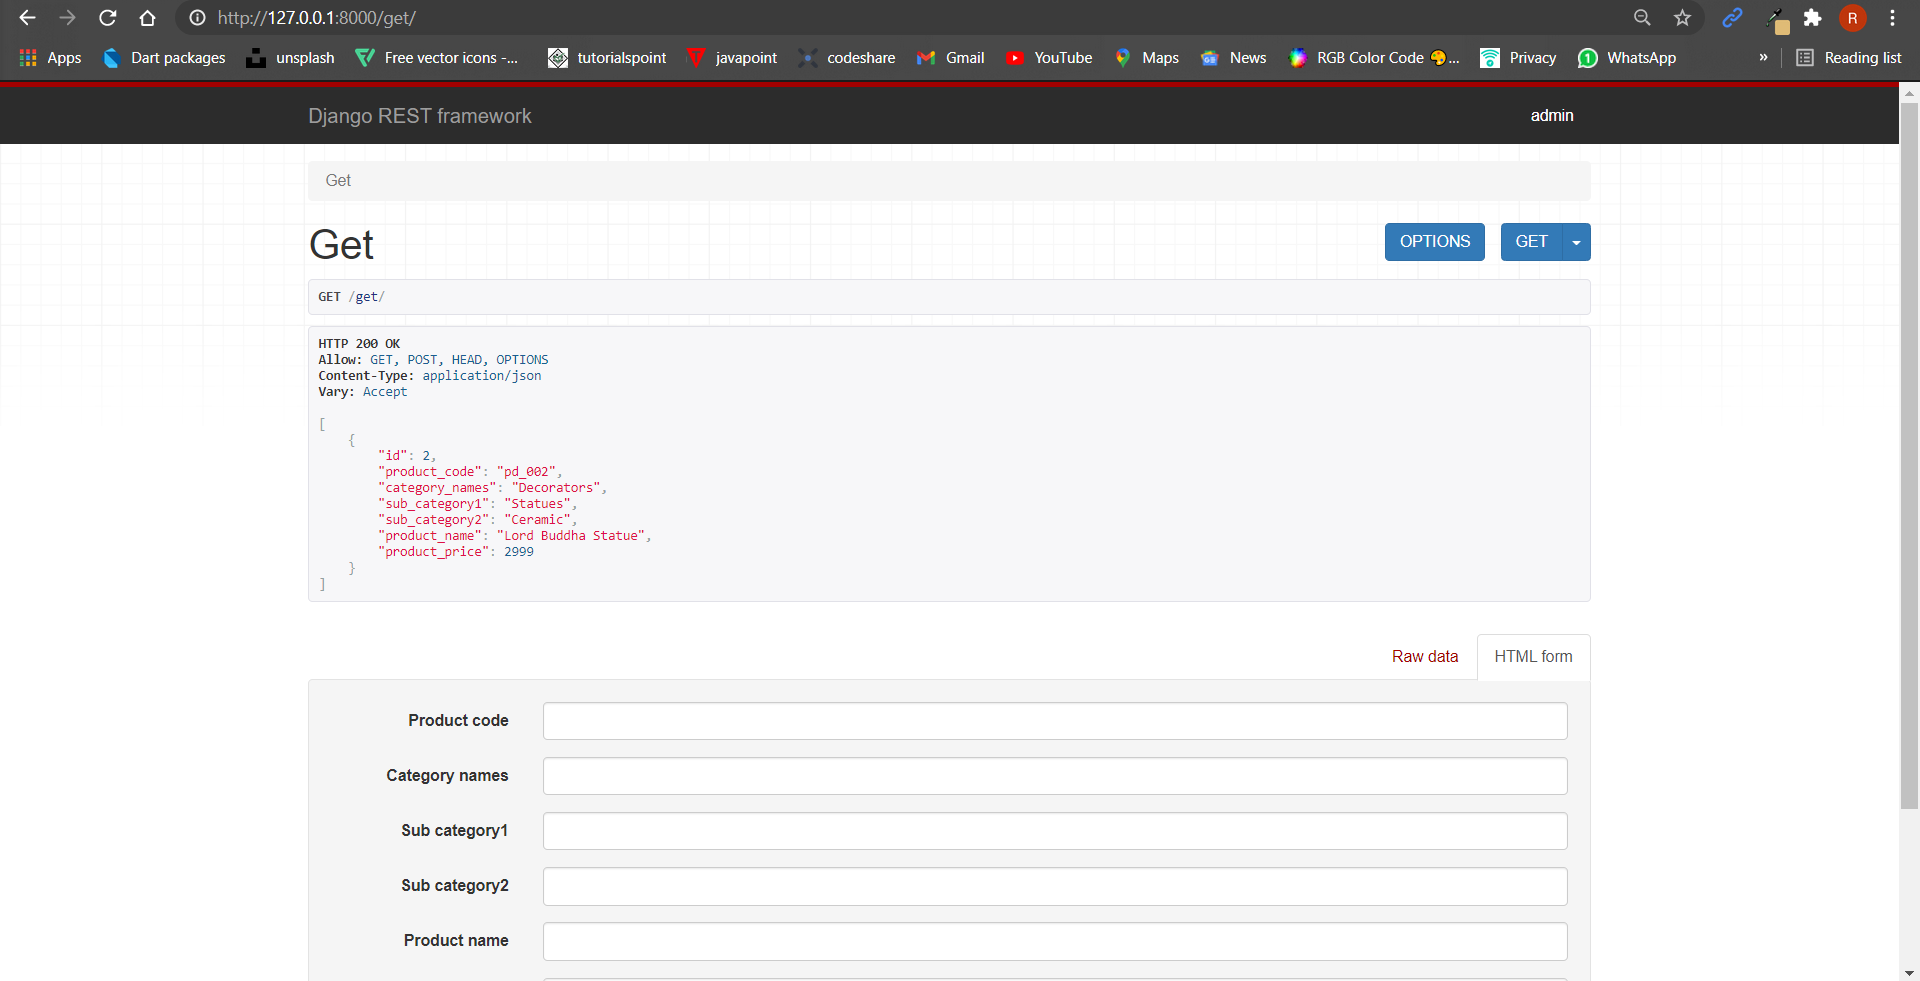 http://127.0.0.1:8000/get/
R
Apps Dart packages unsplash Free vector icons -... tutorialspoint javapoint codeshare Gmail YouTube Maps News RGB Color Code ... Privacy WhatsApp » Reading list
Django REST framework admin
Get
Get OPTIONS GET
GET /get/
HTTP 200 OK
Allow: GET, POST, HEAD, OPTIONS
Content-Type: application/json
Vary: Accept
[
    {
        "id": 2,
        "product_code": "pd_002",
        "category_names": "Decorators",
        "sub_category1": "Statues",
        "sub_category2": "Ceramic",
        "product_name": "Lord Buddha Statue",
        "product_price": 2999
    }
]
Raw data HTML form
Product code
Category names
Sub category1
Sub category2
Product name